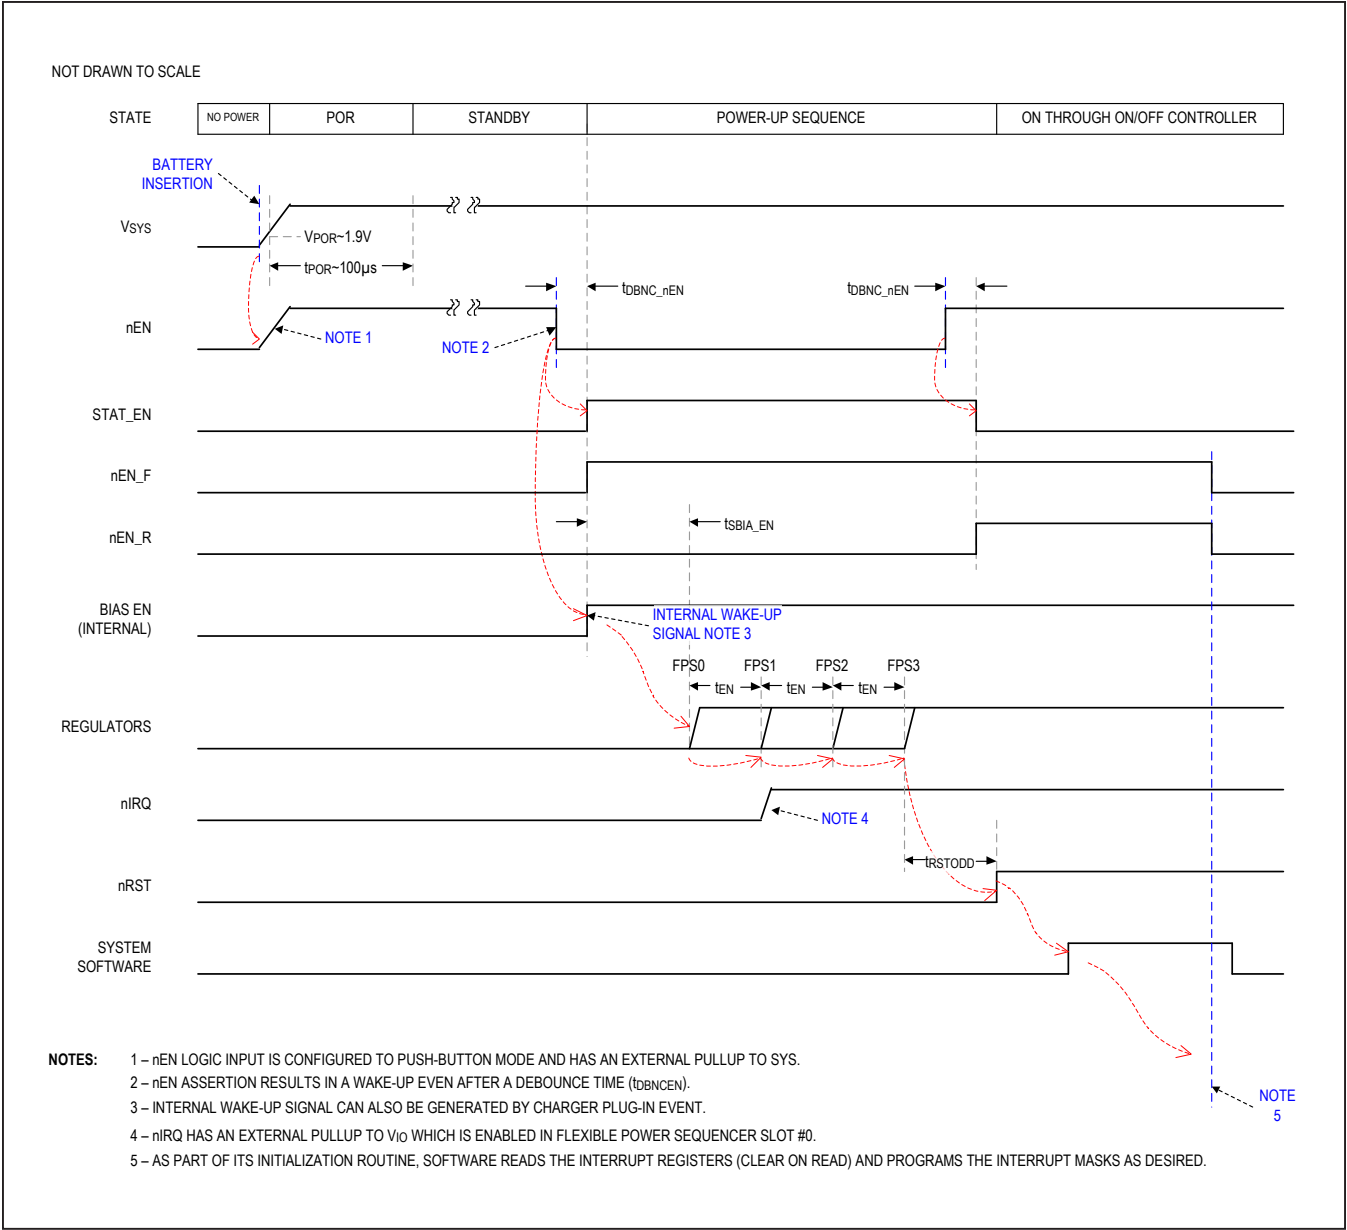 NOT DRAWN TO SCALE
STATE
NO POWER
POR
STANDBY
POWER-UP SEQUENCE
ON THROUGH ON/OFF CONTROLLER
BATTERY
INSERTION
VSYS
VPOR~1.9V
tPOR~100µs
tDBNC_nEN
tDBNC_nEN
nEN
NOTE 1
NOTE 2
STAT_EN
nEN_F
tSBIA_EN
nEN_R
BIAS EN
(INTERNAL)
INTERNAL WAKE-UP
SIGNAL NOTE 3
FPS0
FPS1
FPS2
FPS3
tEN
tEN
tEN
REGULATORS
nIRQ
NOTE 4
tRSTODD
nRST
SYSTEM
SOFTWARE
NOTE
5
NOTES:
1 – nEN LOGIC INPUT IS CONFIGURED TO PUSH-BUTTON MODE AND HAS AN EXTERNAL PULLUP TO SYS.
2 – nEN ASSERTION RESULTS IN A WAKE-UP EVEN AFTER A DEBOUNCE TIME (tDBNCEN).
3 – INTERNAL WAKE-UP SIGNAL CAN ALSO BE GENERATED BY CHARGER PLUG-IN EVENT.
4 – nIRQ HAS AN EXTERNAL PULLUP TO VIO WHICH IS ENABLED IN FLEXIBLE POWER SEQUENCER SLOT #0.
5 – AS PART OF ITS INITIALIZATION ROUTINE, SOFTWARE READS THE INTERRUPT REGISTERS (CLEAR ON READ) AND PROGRAMS THE INTERRUPT MASKS AS DESIRED.